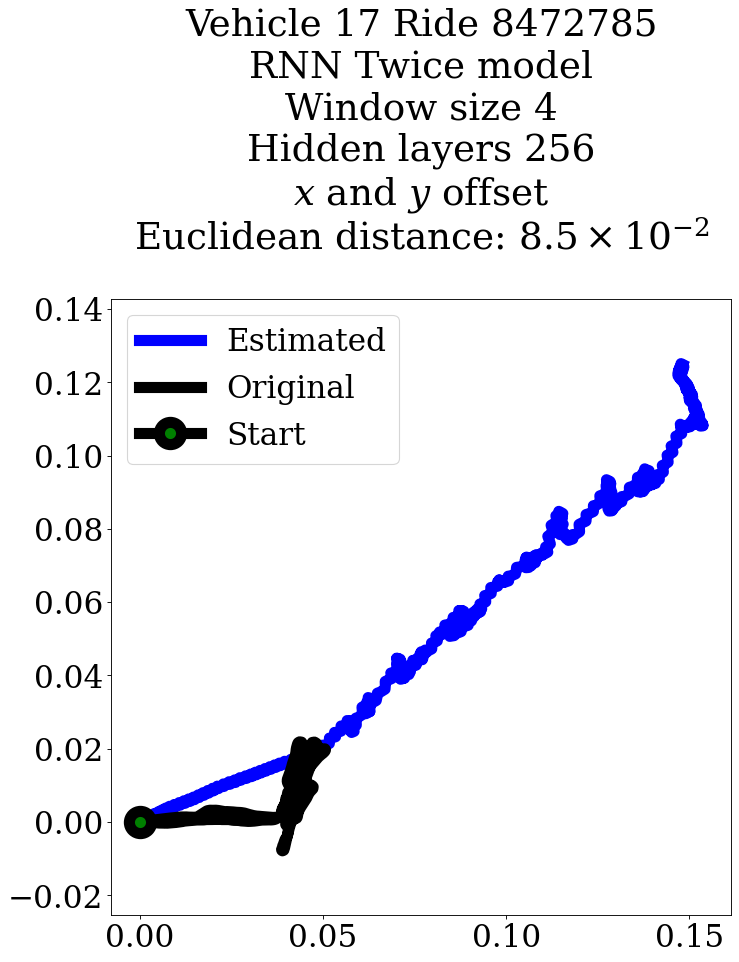 Vehicle 17 Ride 8472785
RNN Twice model
Window size 4
Hidden layers 256
x and y offset
Euclidean distance: 8.5 × 10⁻²
0.14
Estimated
0.12
Original
Start
0.10
0.08
0.06
0.04
0.02
0.00
−0.02
0.00 0.05 0.10 0.15